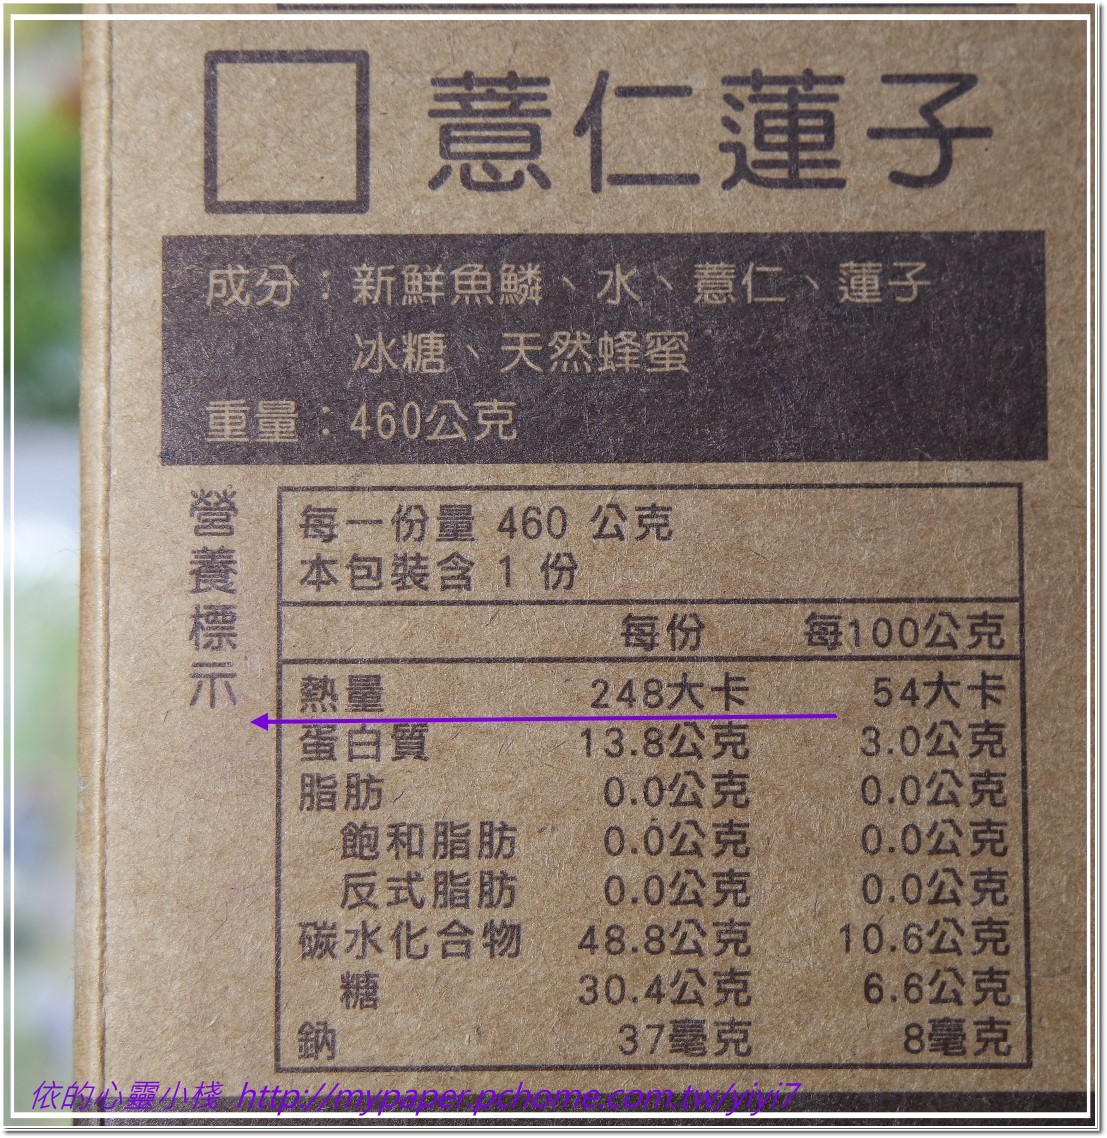 薏仁蓮子
成分：新鮮魚鱗、水、薏仁、蓮子
冰糖、天然蜂蜜
重量：460公克
營養標示
每一份量 460 公克
本包裝含 1 份
每份 每100公克
熱量 248大卡 54大卡
蛋白質 13.8公克 3.0公克
脂肪 0.0公克 0.0公克
飽和脂肪 0.0公克 0.0公克
反式脂肪 0.0公克 0.0公克
碳水化合物 48.8公克 10.6公克
糖 30.4公克 6.6公克
鈉 37毫克 8毫克
依的心靈小棧 http://mypaper.pchome.com.tw/yiyi7